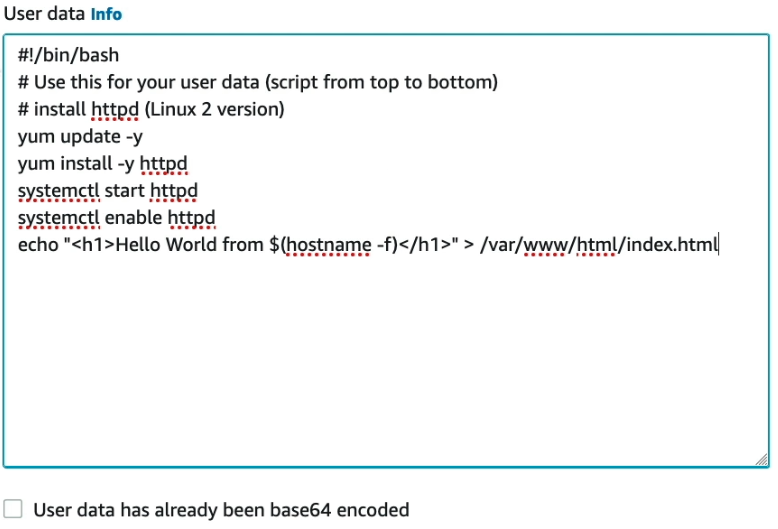 User data Info
#!/bin/bash
# Use this for your user data (script from top to bottom)
# install httpd (Linux 2 version)
yum update -y
yum install -y httpd
systemctl start httpd
systemctl enable httpd
echo "<h1>Hello World from $(hostname -f)</h1>" > /var/www/html/index.html
User data has already been base64 encoded